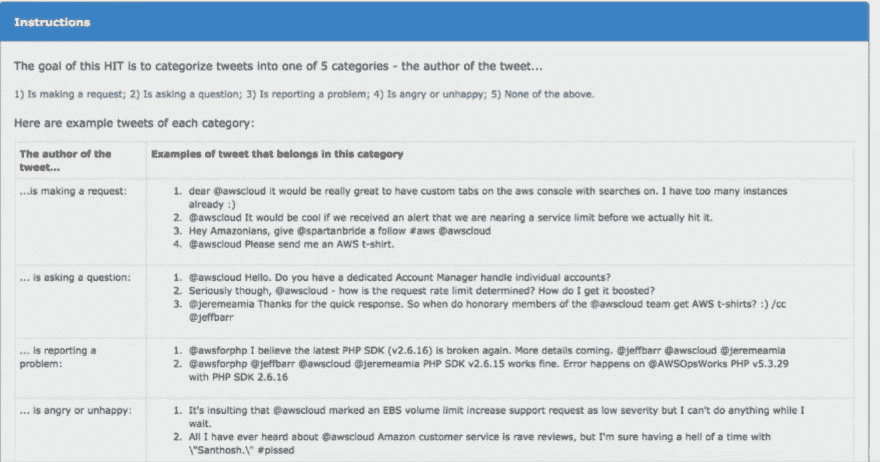 Instructions
The goal of this HIT is to categorize tweets into one of 5 categories - the author of the tweet...
1) Is making a request; 2) Is asking a question; 3) Is reporting a problem; 4) Is angry or unhappy; 5) None of the above.
Here are example tweets of each category:
The author of the
tweet...
Examples of tweet that belongs in this category
...is making a request:
1. dear @awscloud it would be really great to have custom tabs on the aws console with searches on. I have too many instances
already :)
2. @awscloud It would be cool if we received an alert that we are nearing a service limit before we actually hit it.
3. Hey Amazonians, give @spartanbride a follow #aws @awscloud
4. @awscloud Please send me an AWS t-shirt.
... is asking a question:
1. @awscloud Hello. Do you have a dedicated Account Manager handle individual accounts?
2. Seriously though, @awscloud - how is the request rate limit determined? How do I get it boosted?
3. @jeremeamia Thanks for the quick response. So when do honorary members of the @awscloud team get AWS t-shirts? :) /cc
@jeffbarr
... is reporting a
problem:
1. @awsforphp I believe the latest PHP SDK (v2.6.16) is broken again. More details coming. @jeffbarr @awscloud @jeremeamia
2. @awsforphp @jeffbarr @awscloud @jeremeamia PHP SDK v2.6.15 works fine. Error happens on @AWSOpsWorks PHP v5.3.29
with PHP SDK 2.6.16
... is angry or unhappy:
1. It's insulting that @awscloud marked an EBS volume limit increase support request as low severity but I can't do anything while I
wait.
2. All I have ever heard about @awscloud Amazon customer service is rave reviews, but I'm sure having a hell of a time with
\"Santhosh.\" #pissed